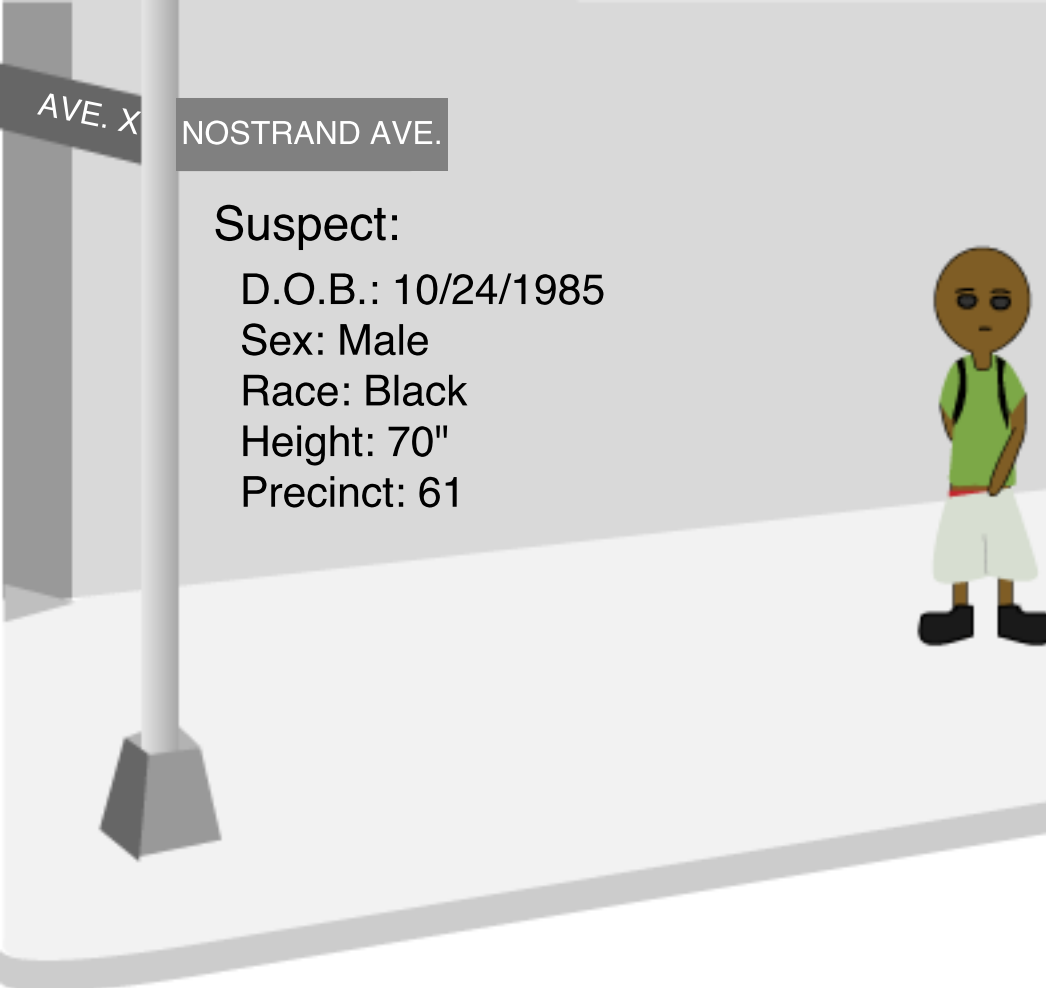 AVE. X
NOSTRAND AVE.
Suspect:
D.O.B.: 10/24/1985
Sex: Male
Race: Black
Height: 70"
Precinct: 61